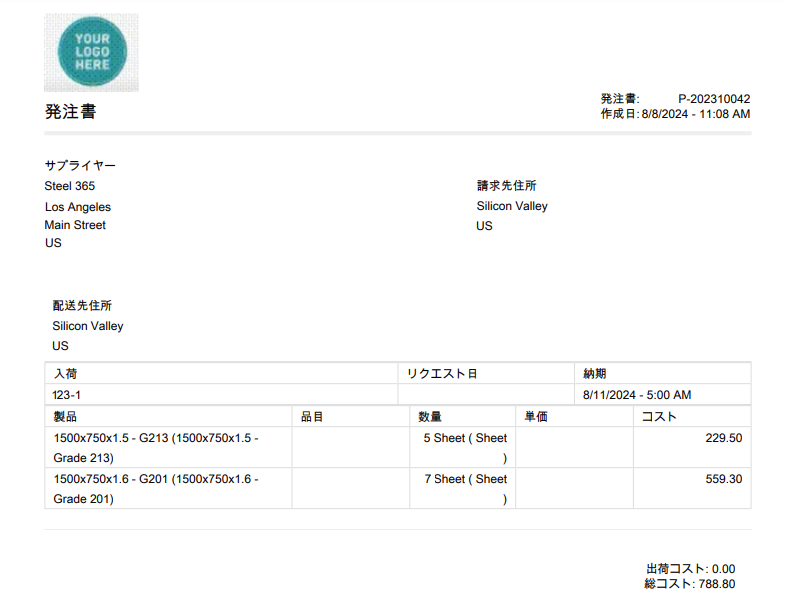 YOUR
LOGO
HERE
発注書
発注書: P-202310042
作成日: 8/8/2024 - 11:08 AM
サプライヤー
Steel 365
Los Angeles
Main Street
US
請求先住所
Silicon Valley
US
配送先住所
Silicon Valley
US
入荷 リクエスト日 納期
123-1 8/11/2024 - 5:00 AM
製品 品目 数量 単価 コスト
1500x750x1.5 - G213 (1500x750x1.5 - 5 Sheet ( Sheet 229.50
Grade 213) )
1500x750x1.6 - G201 (1500x750x1.6 - 7 Sheet ( Sheet 559.30
Grade 201) )
出荷コスト: 0.00
総コスト: 788.80